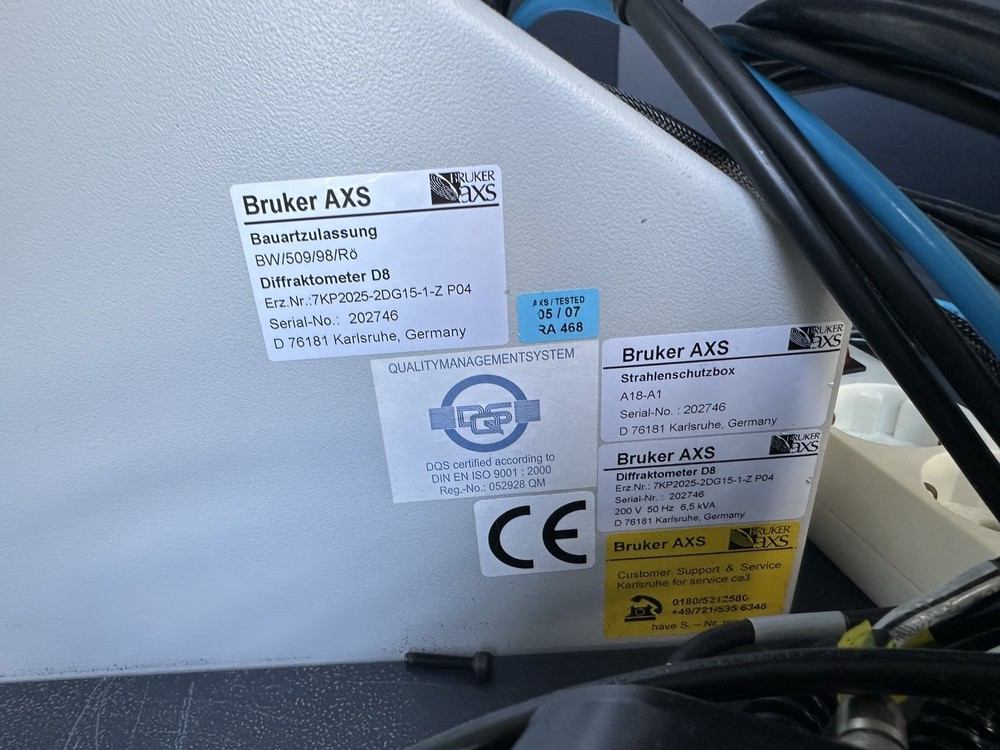 Bruker AXS
BRUKER
axs
Bauartzulassung
BW/509/98/Rö
Diffraktometer D8
Erz.Nr.:7KP2025-2DG15-1-Z P04
Serial-No.: 202746
D 76181 Karlsruhe, Germany
AXS / TESTED
05 / 07
RA 468
QUALITYMANAGEMENTSYSTEM
DQS
DQS certified according to
DIN EN ISO 9001 : 2000
Reg.-No.: 052928 QM
CE
Bruker AXS
BRUKER
axs
Strahlenschutzbox
A18-A1
Serial-No. : 202746
D 76181 Karlsruhe, Germany
Bruker AXS
BRUKER
axs
Diffraktometer D8
Erz.Nr.: 7KP2025-2DG15-1-Z P04
Serial-Nr. : 202746
200 V 50 Hz 6,5 kVA
D 76181 Karlsruhe, Germany
Bruker AXS
BRUKER
axs
Customer Support & Service
Karlsruhe for service call
0180/5212580
+49/721/595 6348
have S. – Nr.